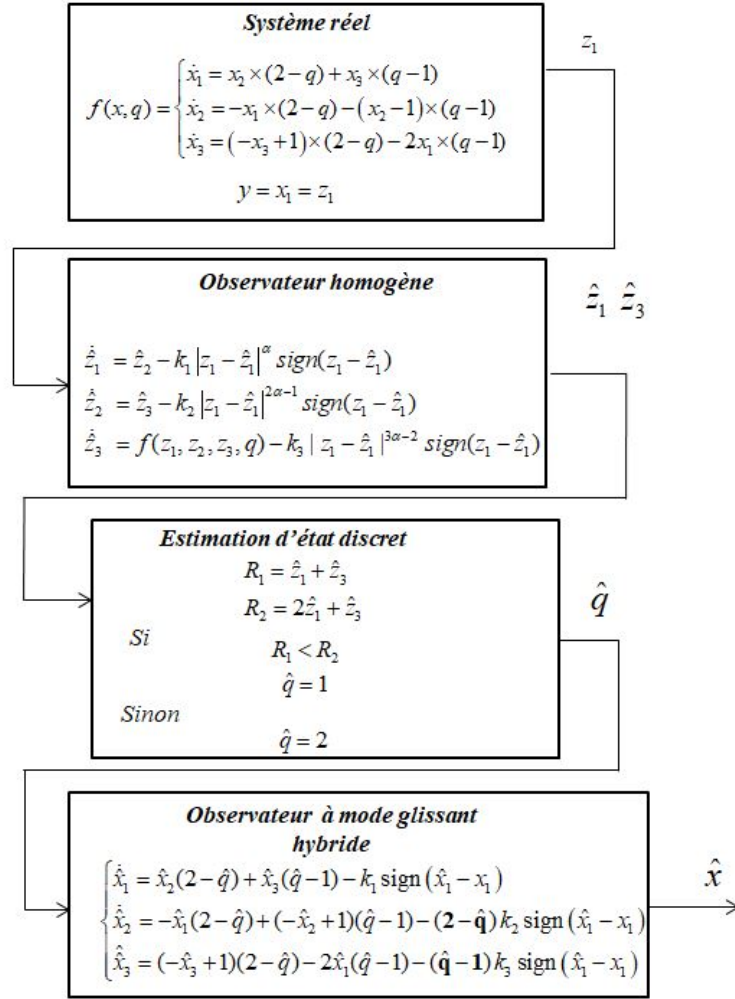 Système réel
z₁
f(x,q) = { ẋ₁ = x₂×(2−q)+x₃×(q−1)
ẋ₂ = −x₁×(2−q)−(x₂−1)×(q−1)
ẋ₃ = (−x₃+1)×(2−q)−2x₁×(q−1)
y = x₁ = z₁
Observateur homogène
ẑ₁ ẑ₃
ẑ̇₁ = ẑ₂ − k₁|z₁ − ẑ₁|^α sign(z₁ − ẑ₁)
ẑ̇₂ = ẑ₃ − k₂|z₁ − ẑ₁|^(2α−1) sign(z₁ − ẑ₁)
ẑ̇₃ = f(z₁, z₂, z₃, q) − k₃ | z₁ − ẑ₁ |^(3α−2) sign(z₁ − ẑ₁)
Estimation d'état discret
R₁ = ẑ₁ + ẑ₃
R₂ = 2ẑ₁ + ẑ₃
q̂
Si
R₁ < R₂
q̂ = 1
Sinon
q̂ = 2
Observateur à mode glissant
hybride
x̂̇₁ = x̂₂(2−q̂)+x̂₃(q̂−1)−k₁ sign(x̂₁−x₁)
x̂
x̂̇₂ = −x̂₁(2−q̂)+(−x̂₂+1)(q̂−1)−(2−q̂)k₂ sign(x̂₁−x₁)
x̂̇₃ = (−x̂₃+1)(2−q̂)−2x̂₁(q̂−1)−(q̂−1)k₃ sign(x̂₁−x₁)